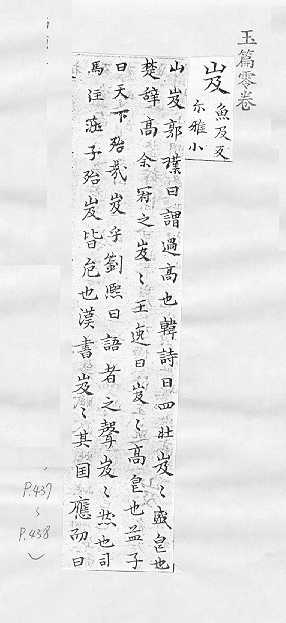 玉篇零卷
岌 魚及反
尓雅小
山岌郭璞曰謂過高也韓詩曰四牡岌〻盛皃也
楚辞高余冠之岌〻王逸曰岌〻高皃也孟子
曰天下殆哉岌乎劉熈曰語者之聲岌〻然也司
馬注荘子殆岌皆危也漢書岌〻其国應劭曰
P.437
〜
P.438